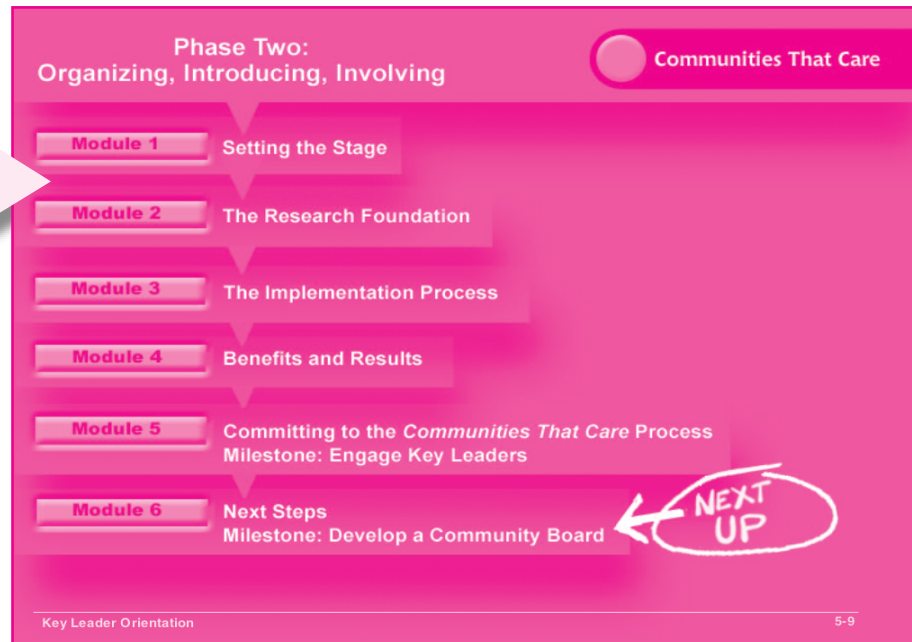 Phase Two:
Organizing, Introducing, Involving
Communities That Care
Module 1
Setting the Stage
Module 2
The Research Foundation
Module 3
The Implementation Process
Module 4
Benefits and Results
Module 5
Committing to the Communities That Care Process
Milestone: Engage Key Leaders
Module 6
Next Steps
Milestone: Develop a Community Board
NEXT
UP
Key Leader Orientation
5-9